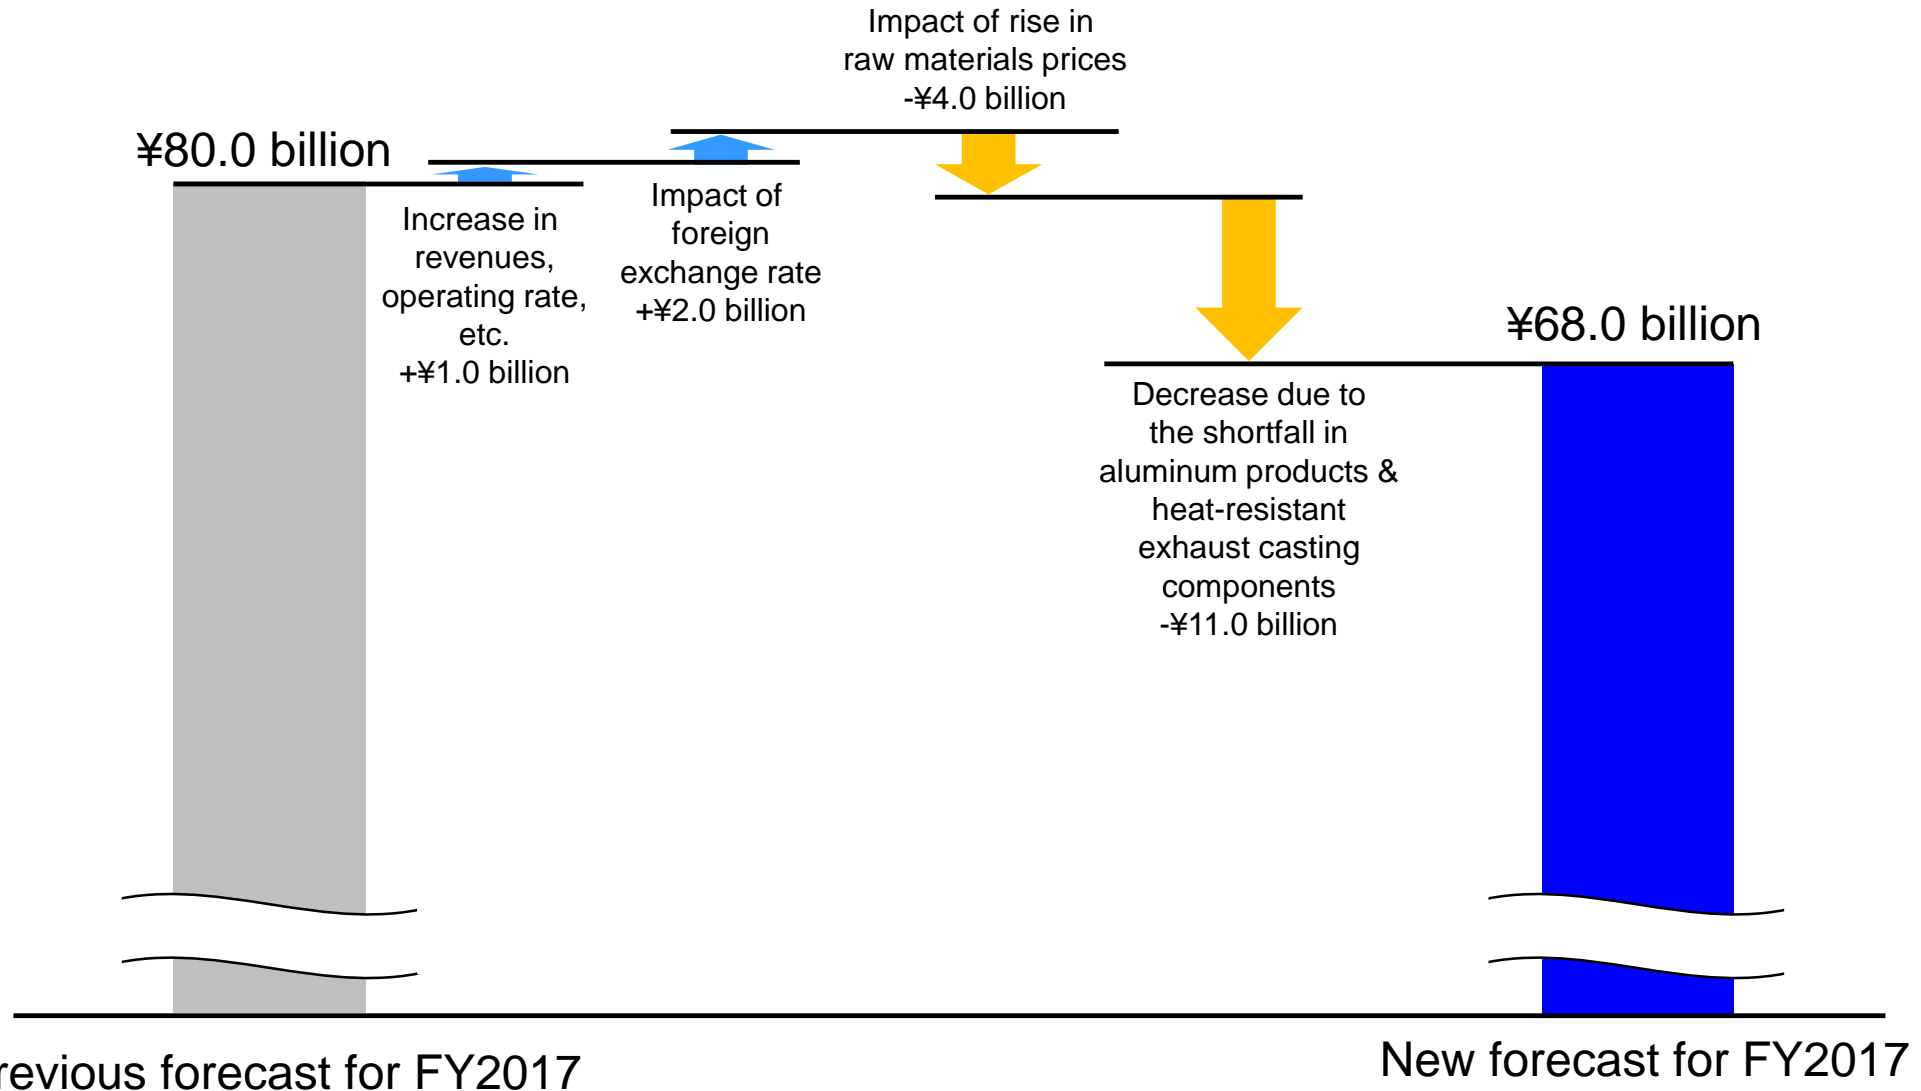 Impact of rise in
raw materials prices
-¥4.0 billion
¥80.0 billion
Increase in
revenues,
operating rate,
etc.
+¥1.0 billion
Impact of
foreign
exchange rate
+¥2.0 billion
¥68.0 billion
Decrease due to
the shortfall in
aluminum products &
heat-resistant
exhaust casting
components
-¥11.0 billion
revious forecast for FY2017
New forecast for FY2017